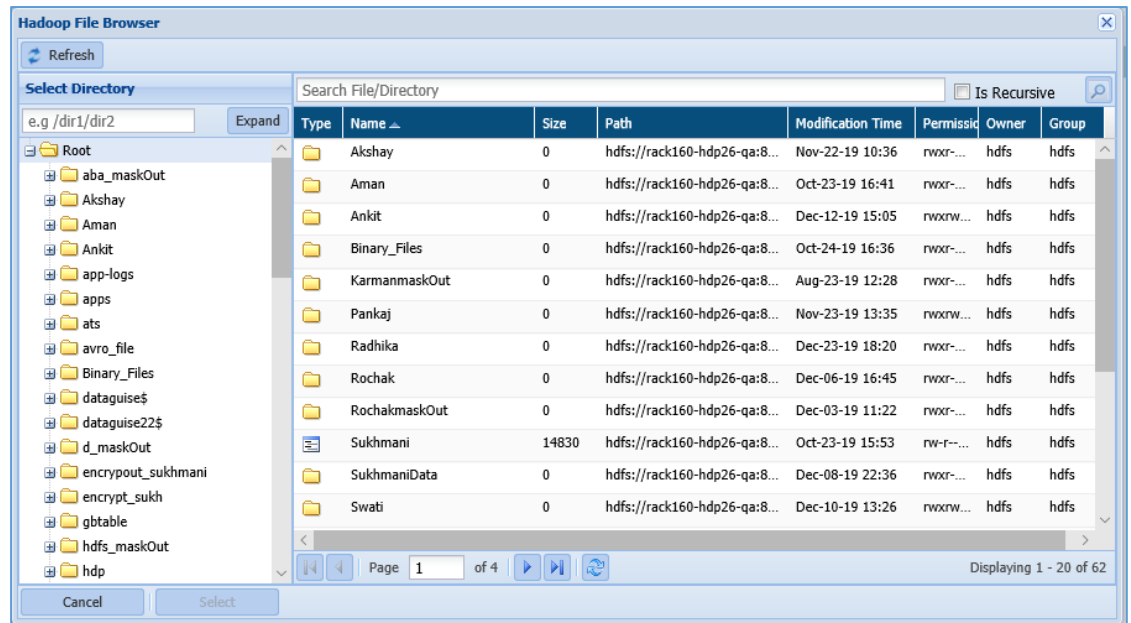 Hadoop File Browser
Refresh
Select Directory
e.g /dir1/dir2 Expand
Root
aba_maskOut
Akshay
Aman
Ankit
app-logs
apps
ats
avro_file
Binary_Files
dataguise$
dataguise22$
d_maskOut
encrypout_sukhmani
encrypt_sukh
gbtable
hdfs_maskOut
hdp
Search File/Directory Is Recursive
Type Name Size Path Modification Time Permissic Owner Group
Akshay 0 hdfs://rack160-hdp26-qa:8... Nov-22-19 10:36 rwxr-... hdfs hdfs
Aman 0 hdfs://rack160-hdp26-qa:8... Oct-23-19 16:41 rwxr-... hdfs hdfs
Ankit 0 hdfs://rack160-hdp26-qa:8... Dec-12-19 15:05 rwxrw... hdfs hdfs
Binary_Files 0 hdfs://rack160-hdp26-qa:8... Oct-24-19 16:36 rwxr-... hdfs hdfs
KarmanmaskOut 0 hdfs://rack160-hdp26-qa:8... Aug-23-19 12:28 rwxr-... hdfs hdfs
Pankaj 0 hdfs://rack160-hdp26-qa:8... Nov-23-19 13:35 rwxrw... hdfs hdfs
Radhika 0 hdfs://rack160-hdp26-qa:8... Dec-23-19 18:20 rwxr-... hdfs hdfs
Rochak 0 hdfs://rack160-hdp26-qa:8... Dec-06-19 16:45 rwxr-... hdfs hdfs
RochakmaskOut 0 hdfs://rack160-hdp26-qa:8... Dec-03-19 11:22 rwxr-... hdfs hdfs
Sukhmani 14830 hdfs://rack160-hdp26-qa:8... Oct-23-19 15:53 rw-r--... hdfs hdfs
SukhmaniData 0 hdfs://rack160-hdp26-qa:8... Dec-08-19 22:36 rwxr-... hdfs hdfs
Swati 0 hdfs://rack160-hdp26-qa:8... Dec-10-19 13:26 rwxrw... hdfs hdfs
Page 1 of 4 Displaying 1 - 20 of 62
Cancel Select